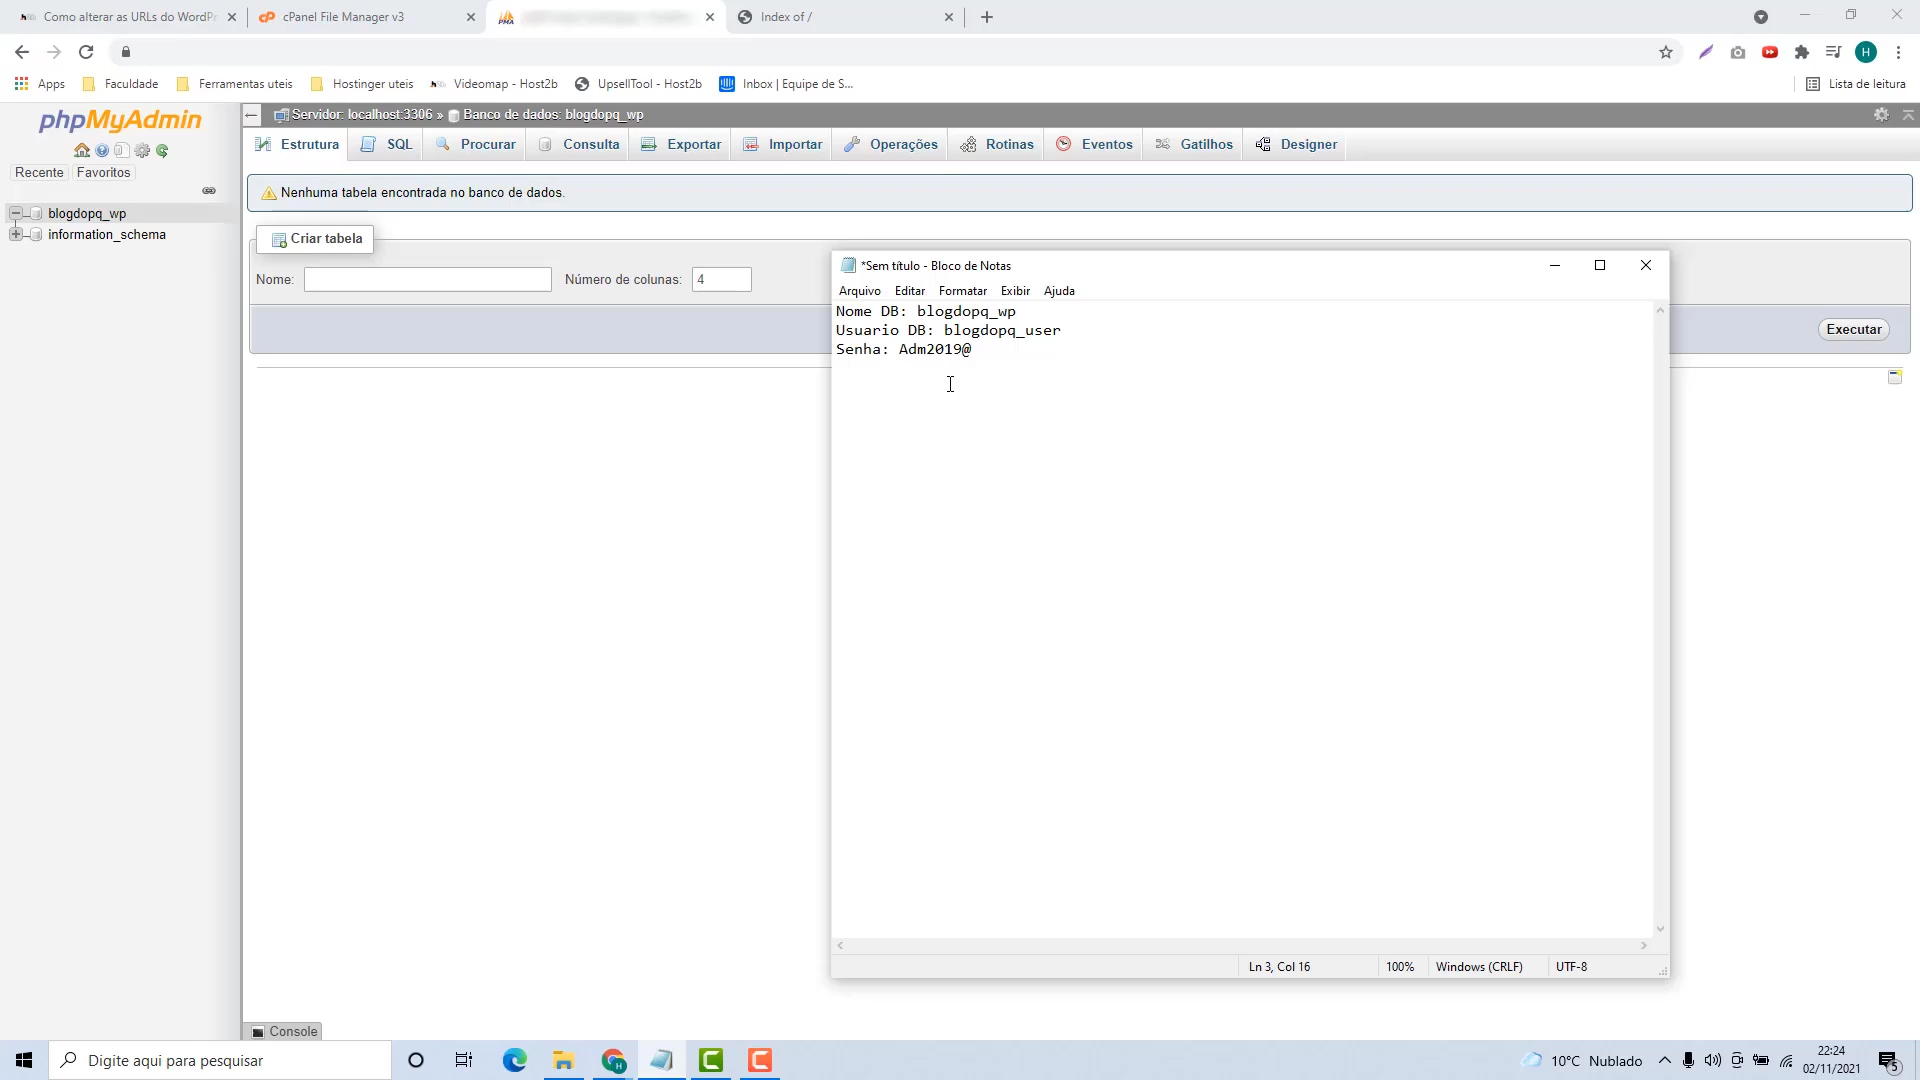 Como alterar as URLs do WordPr
cPanel File Manager v3
Index of /
Apps
Faculdade
Ferramentas uteis
Hostinger uteis
Videomap - Host2b
UpsellTool - Host2b
Inbox | Equipe de S...
Lista de leitura
phpMyAdmin
Recente
Favoritos
blogdopq_wp
information_schema
Servidor: localhost:3306 » Banco de dados: blogdopq_wp
Estrutura
SQL
Procurar
Consulta
Exportar
Importar
Operações
Rotinas
Eventos
Gatilhos
Designer
Nenhuma tabela encontrada no banco de dados.
Criar tabela
Nome:
Número de colunas: 4
Executar
*Sem título - Bloco de Notas
Arquivo Editar Formatar Exibir Ajuda
Nome DB: blogdopq_wp
Usuario DB: blogdopq_user
Senha: Adm2019@
Ln 3, Col 16
100%
Windows (CRLF)
UTF-8
Console
Digite aqui para pesquisar
10°C Nublado
22:24
02/11/2021
5